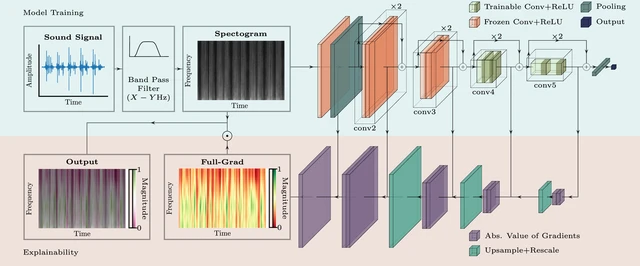 Model Training
Sound Signal
Amplitude
Time
Band Pass
Filter
(X − Y Hz)
Spectogram
Frequency
Time
×2
×2
×2
×2
conv2
conv3
conv4
conv5
Trainable Conv+ReLU
Frozen Conv+ReLU
Pooling
Output
Output
Frequency
Time
1
0
Magnitude
Full-Grad
Frequency
Time
1
0
Magnitude
Abs. Value of Gradients
Upsample+Rescale
Explainability